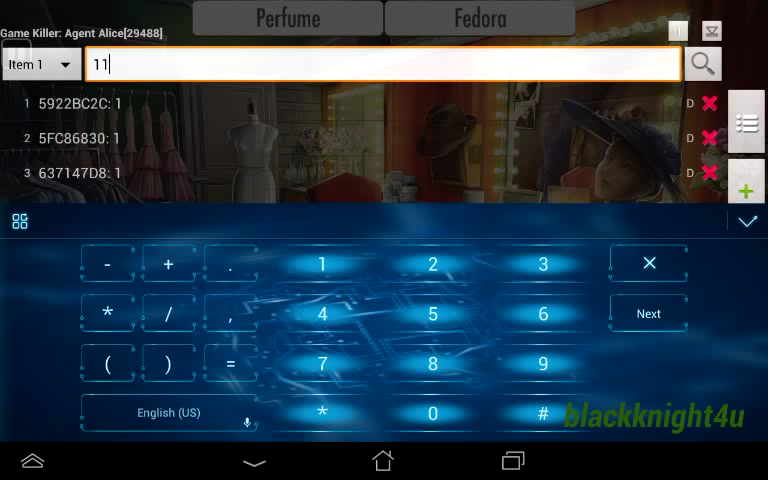 Perfume Fedora
Game Killer: Agent Alice[29488]
Item 1 11
1 5922BC2C: 1 D
2 5FC86830: 1 D
3 637147D8: 1 D
- + . 1 2 3 ×
* / , 4 5 6 Next
( ) = 7 8 9
English (US) * 0 #
blackknight4u